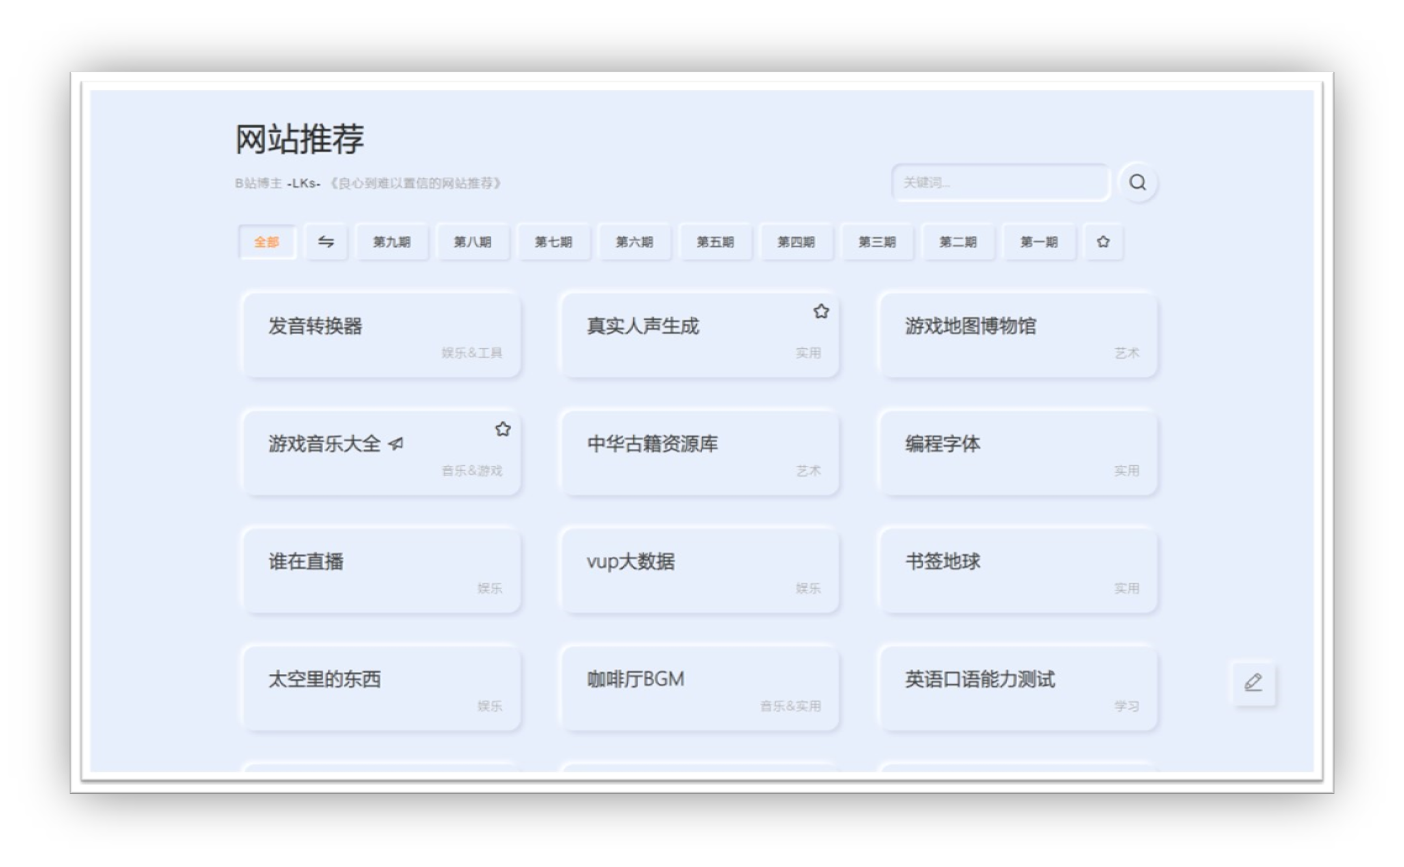 网站推荐
B站博主 -LKs- 《良心到难以置信的网站推荐》
关键词...
全部 第九期 第八期 第七期 第六期 第五期 第四期 第三期 第二期 第一期
发音转换器
娱乐&工具
真实人声生成
实用
游戏地图博物馆
艺术
游戏音乐大全
音乐&游戏
中华古籍资源库
艺术
编程字体
实用
谁在直播
娱乐
vup大数据
娱乐
书签地球
实用
太空里的东西
娱乐
咖啡厅BGM
音乐&实用
英语口语能力测试
学习